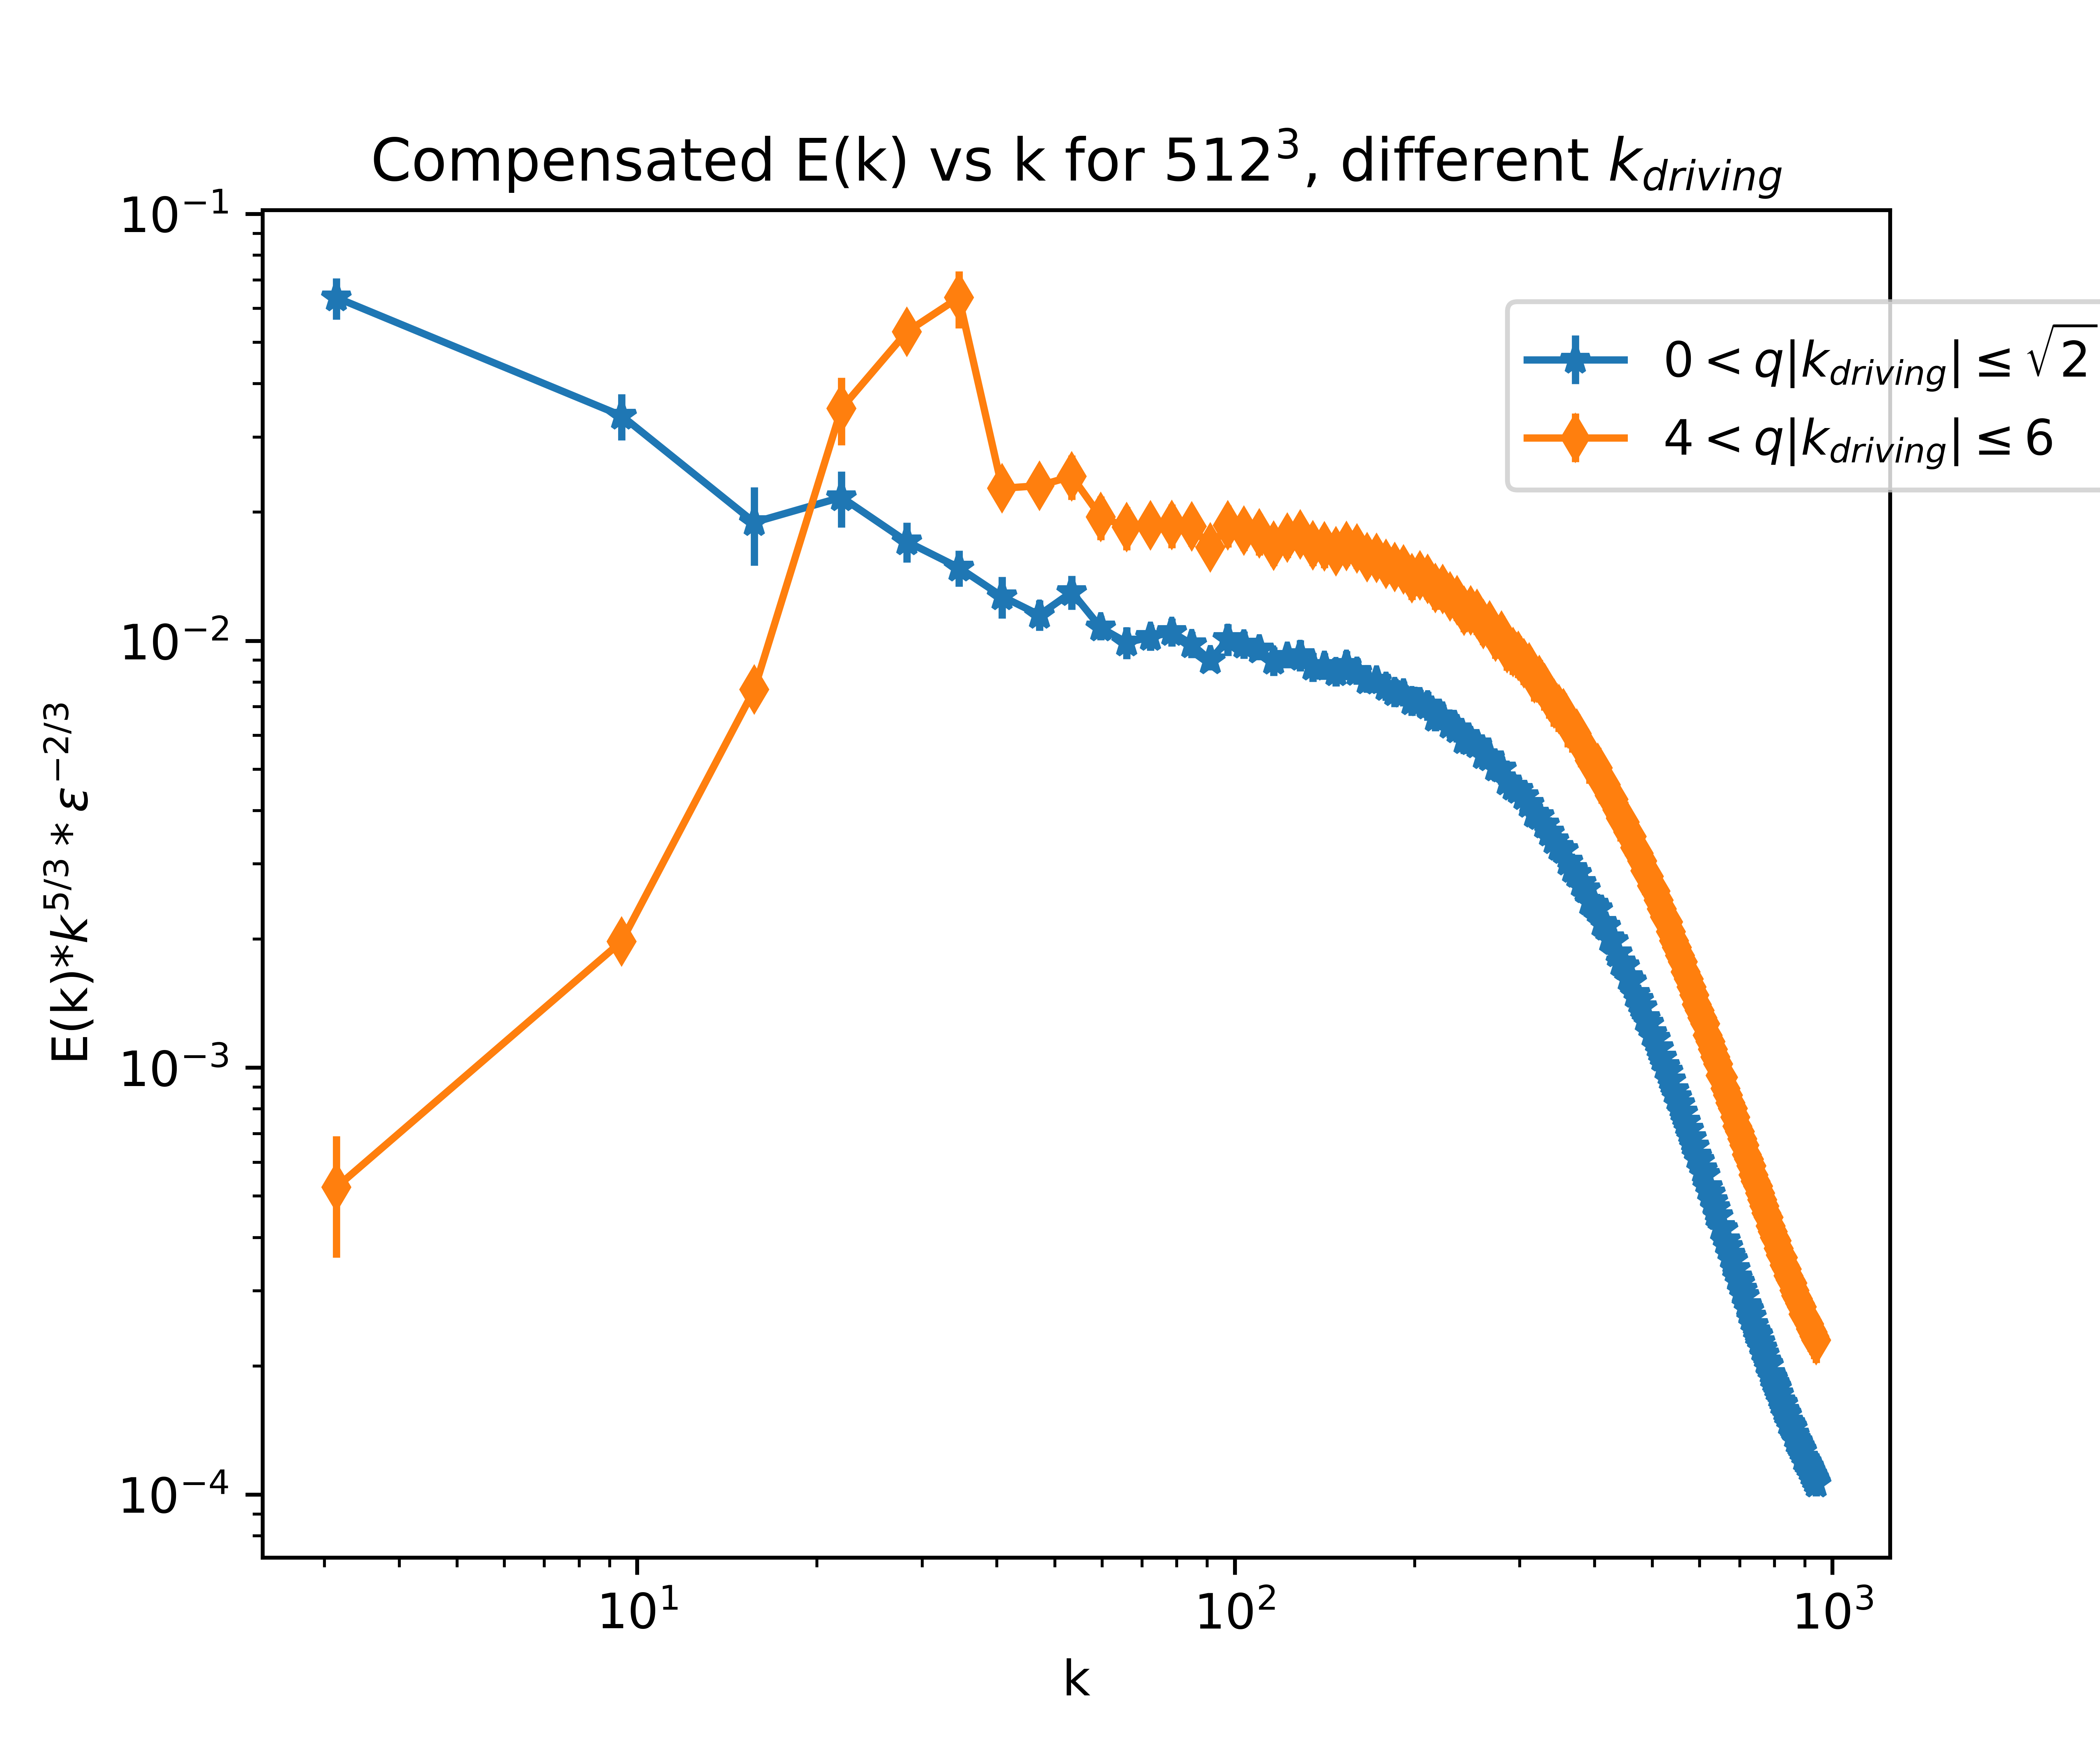 Compensated E(k) vs k for 512³, different k_driving
10⁻¹
10⁻²
10⁻³
10⁻⁴
E(k)*k^{5/3} * ε^{−2/3}
0 < q|k_driving| ≤ √2
4 < q|k_driving| ≤ 6
10¹ 10² 10³
k